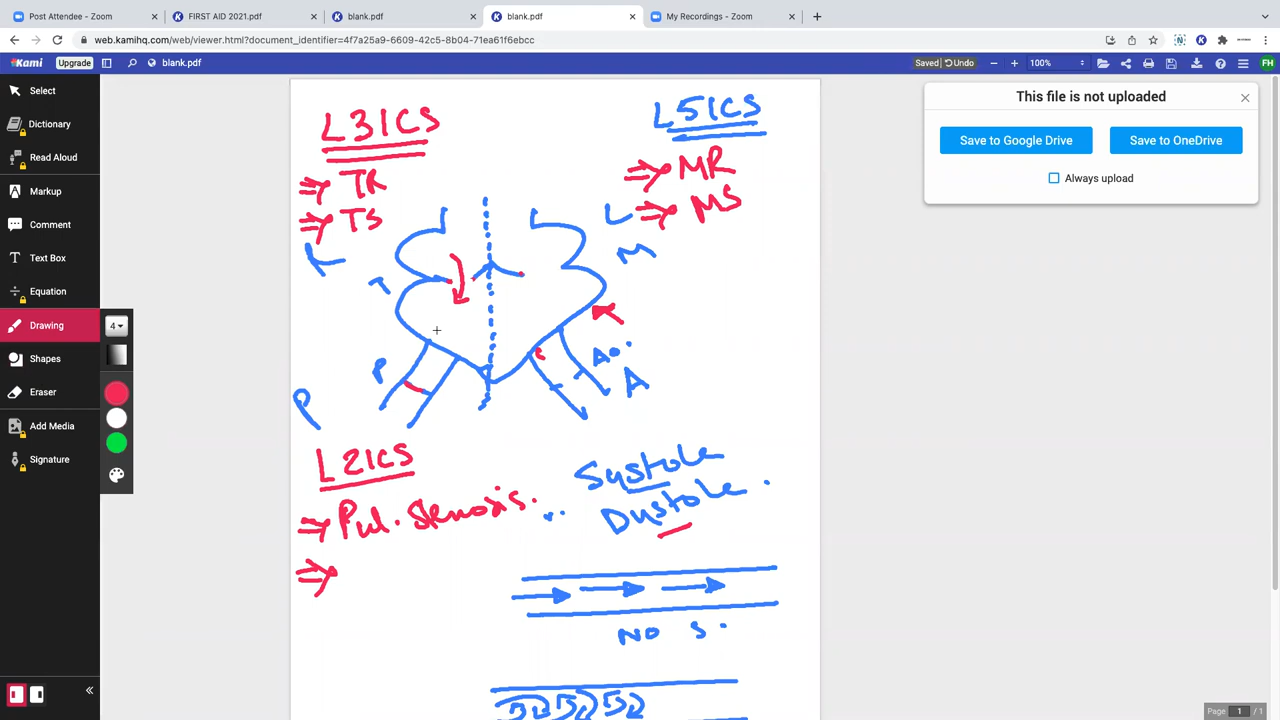 Post Attendee - Zoom
FIRST AID 2021.pdf
blank.pdf
blank.pdf
My Recordings - Zoom
web.kamihq.com/web/viewer.html?document_identifier=4f7a25a9-6609-42c5-8b04-71ea61f6ebcc
Kami
Upgrade
blank.pdf
Saved
Undo
100%
FH
Select
Dictionary
Read Aloud
Markup
Comment
Text Box
Equation
Drawing
Shapes
Eraser
Add Media
Signature
4
This file is not uploaded
Save to Google Drive
Save to OneDrive
Always upload
L3ICS
⇒ TR
⇒ TS
L5ICS
⇒ MR
⇒ MS
L
M
T
P
P
Ao.
A
L2ICS
⇒ Pul. Stenosis.
⇒
Systole
Diastole
NO S.
Page 1 / 1